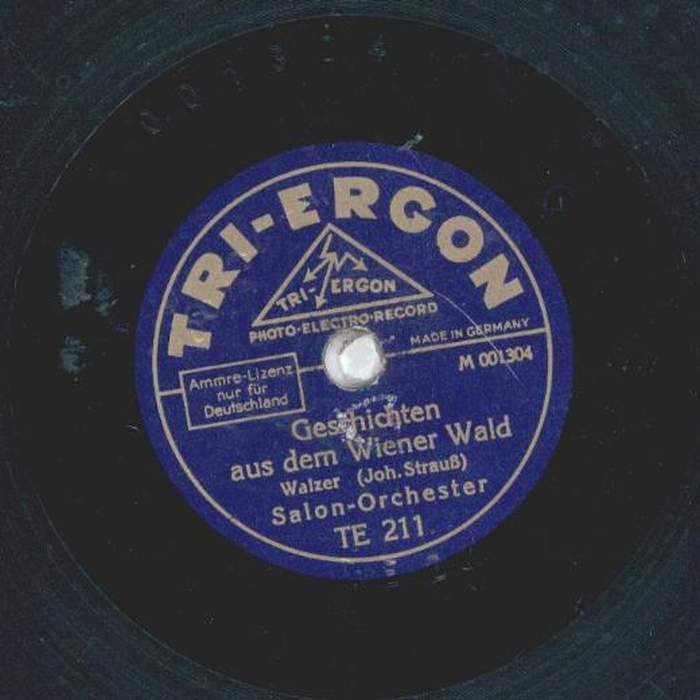 TRI-ERGON
TRI-ERGON
PHOTO·ELECTRO·RECORD
MADE IN GERMANY
M 001304
Ammre-Lizenz
nur für
Deutschland
Geschichten
aus dem Wiener Wald
Walzer (Joh. Strauß)
Salon-Orchester
TE 211